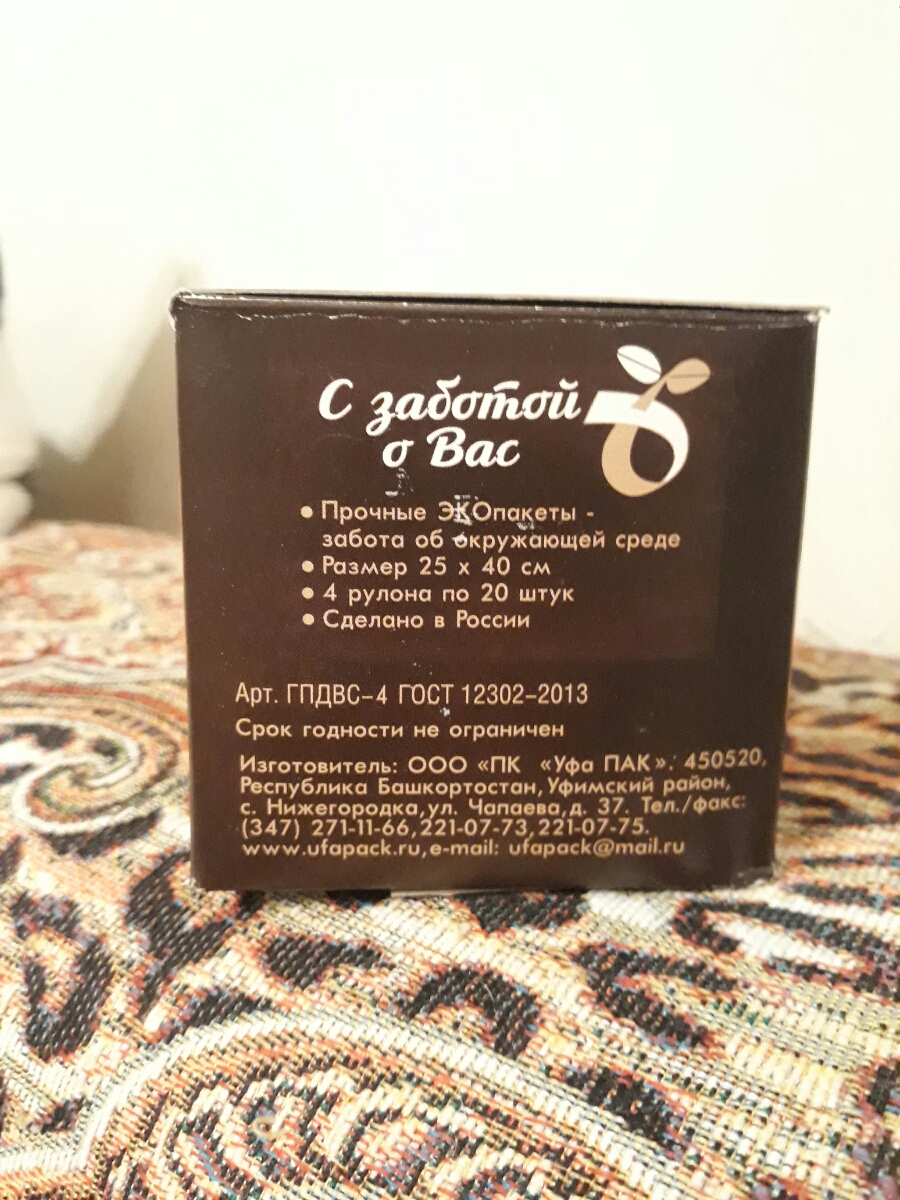 С заботой
о Вас
• Прочные ЭКОпакеты -
забота об окружающей среде
• Размер 25 х 40 см
• 4 рулона по 20 штук
• Сделано в России
Арт. ГПДВС-4 ГОСТ 12302-2013
Срок годности не ограничен
Изготовитель: ООО «ПК «Уфа ПАК». 450520,
Республика Башкортостан, Уфимский район,
с. Нижегородка, ул. Чапаева, д. 37. Тел./факс:
(347) 271-11-66, 221-07-73, 221-07-75.
www.ufapack.ru, e-mail: ufapack@mail.ru